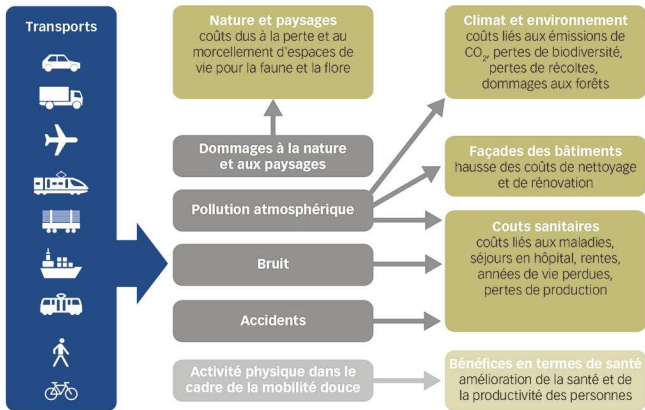 Transports
Nature et paysages
coûts dus à la perte et au
morcellement d'espaces de
vie pour la faune et la flore
Climat et environnement
coûts liés aux émissions de
CO₂, pertes de biodiversité,
pertes de récoltes,
dommages aux forêts
Dommages à la nature
et aux paysages
Façades des bâtiments
hausse des coûts de nettoyage
et de rénovation
Pollution atmosphérique
Couts sanitaires
coûts liés aux maladies,
séjours en hôpital, rentes,
années de vie perdues,
pertes de production
Bruit
Accidents
Activité physique dans le
cadre de la mobilité douce
Bénéfices en termes de santé
amélioration de la santé et de
la productivité des personnes